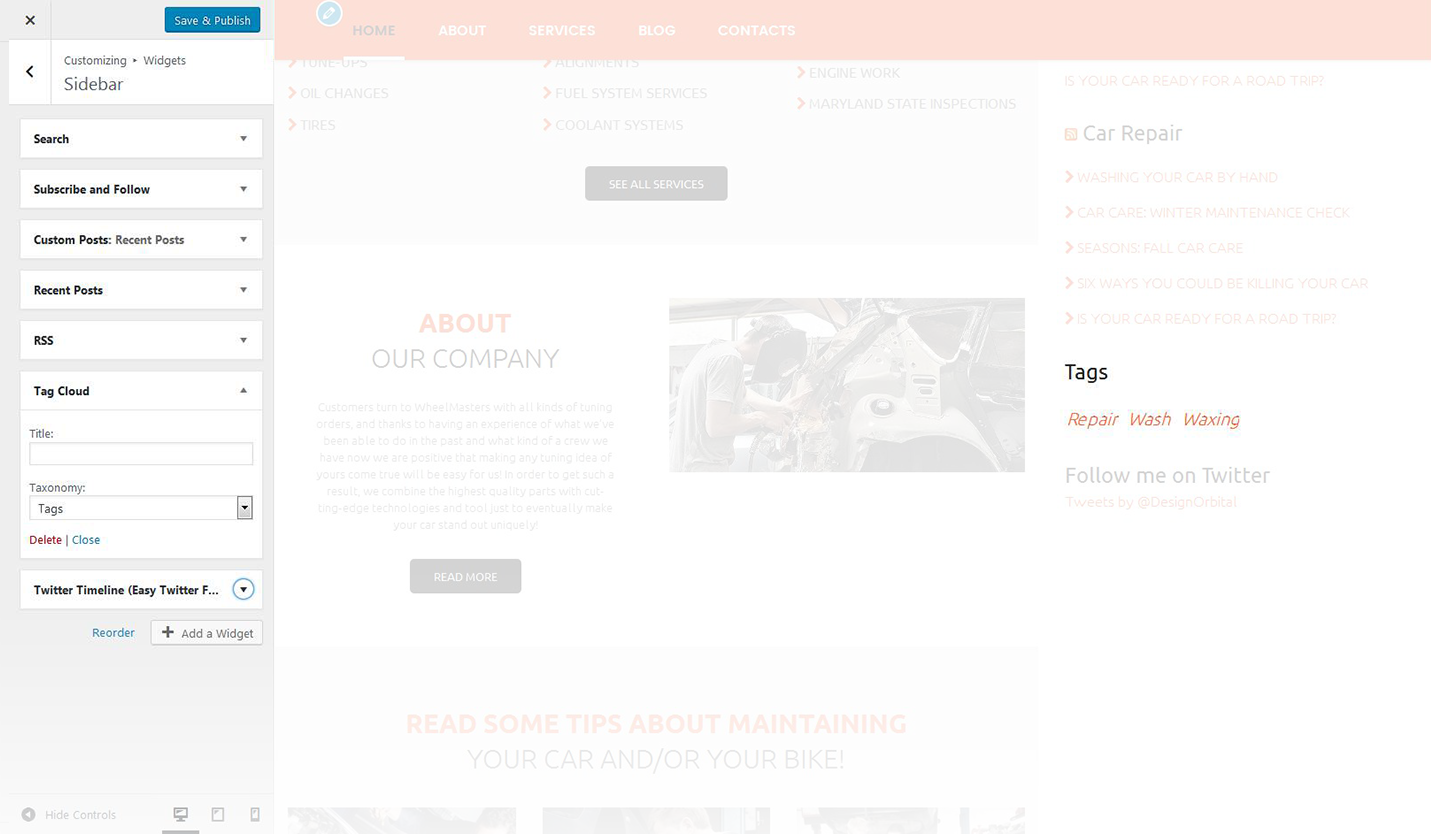 Save & Publish
Customizing ▸ Widgets
Sidebar
Search
Subscribe and Follow
Custom Posts: Recent Posts
Recent Posts
RSS
Tag Cloud
Title:
Taxonomy:
Tags
Delete | Close
Twitter Timeline (Easy Twitter F...
Reorder
Add a Widget
Hide Controls
HOME ABOUT SERVICES BLOG CONTACTS
TUNE-UPS
OIL CHANGES
TIRES
ALIGNMENTS
FUEL SYSTEM SERVICES
COOLANT SYSTEMS
ENGINE WORK
MARYLAND STATE INSPECTIONS
SEE ALL SERVICES
ABOUT
OUR COMPANY
Customers turn to WheelMasters with all kinds of tuning
orders, and thanks to having an experience of what we've
been able to do in the past and what kind of a crew we
have now we are positive that making any tuning idea of
yours come true will be easy for us! In order to get such a
result, we combine the highest quality parts with cut-
ting-edge technologies and tool just to eventually make
your car stand out uniquely!
READ MORE
READ SOME TIPS ABOUT MAINTAINING
YOUR CAR AND/OR YOUR BIKE!
IS YOUR CAR READY FOR A ROAD TRIP?
Car Repair
WASHING YOUR CAR BY HAND
CAR CARE: WINTER MAINTENANCE CHECK
SEASONS: FALL CAR CARE
SIX WAYS YOU COULD BE KILLING YOUR CAR
IS YOUR CAR READY FOR A ROAD TRIP?
Tags
Repair Wash Waxing
Follow me on Twitter
Tweets by @DesignOrbital